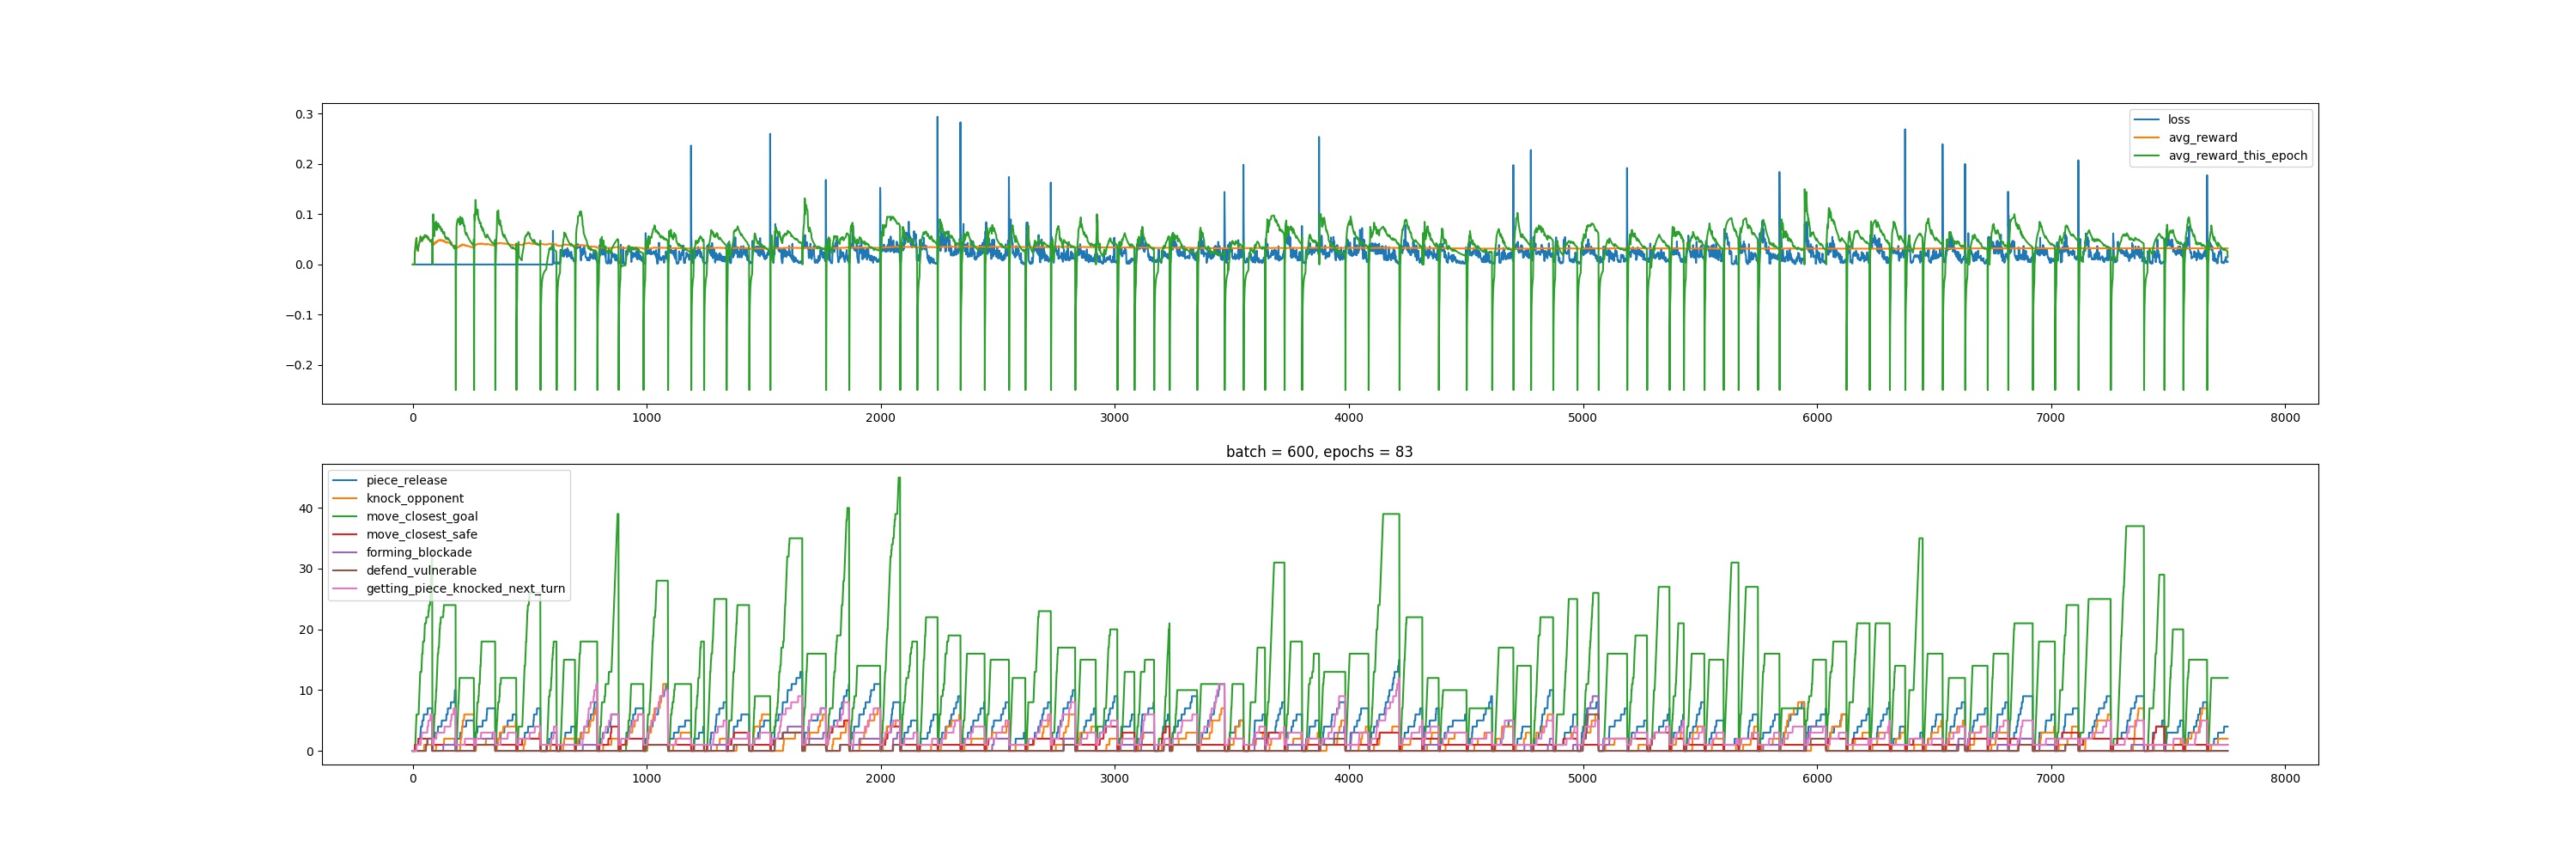 0.3
0.2
0.1
0.0
−0.1
−0.2
loss
avg_reward
avg_reward_this_epoch
0 1000 2000 3000 4000 5000 6000 7000 8000
batch = 600, epochs = 83
40
30
20
10
0
piece_release
knock_opponent
move_closest_goal
move_closest_safe
forming_blockade
defend_vulnerable
getting_piece_knocked_next_turn
0 1000 2000 3000 4000 5000 6000 7000 8000